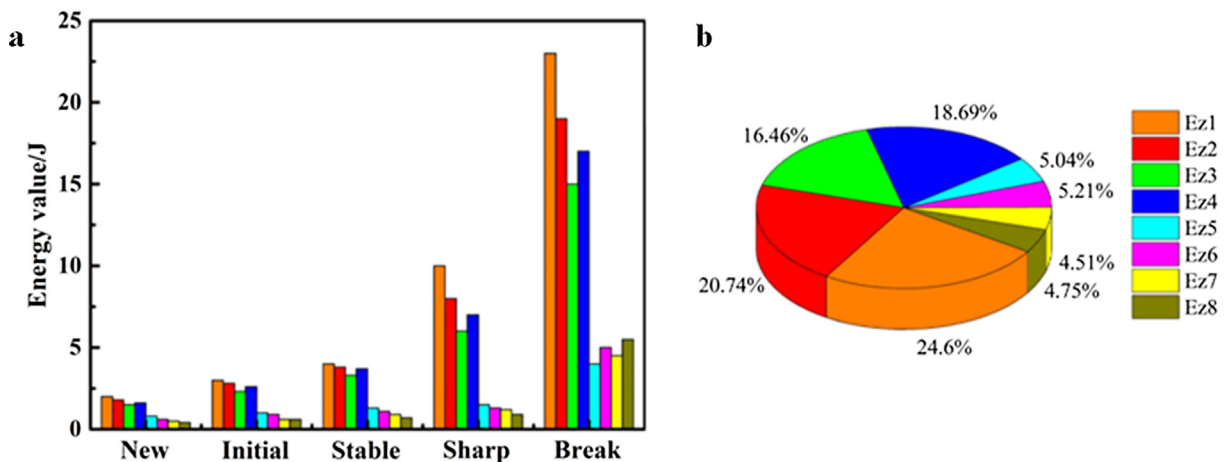 a
Energy value/J
25
20
15
10
5
0
New Initial Stable Sharp Break
b
18.69%
16.46%
5.04%
5.21%
4.51%
4.75%
20.74%
24.6%
Ez1
Ez2
Ez3
Ez4
Ez5
Ez6
Ez7
Ez8